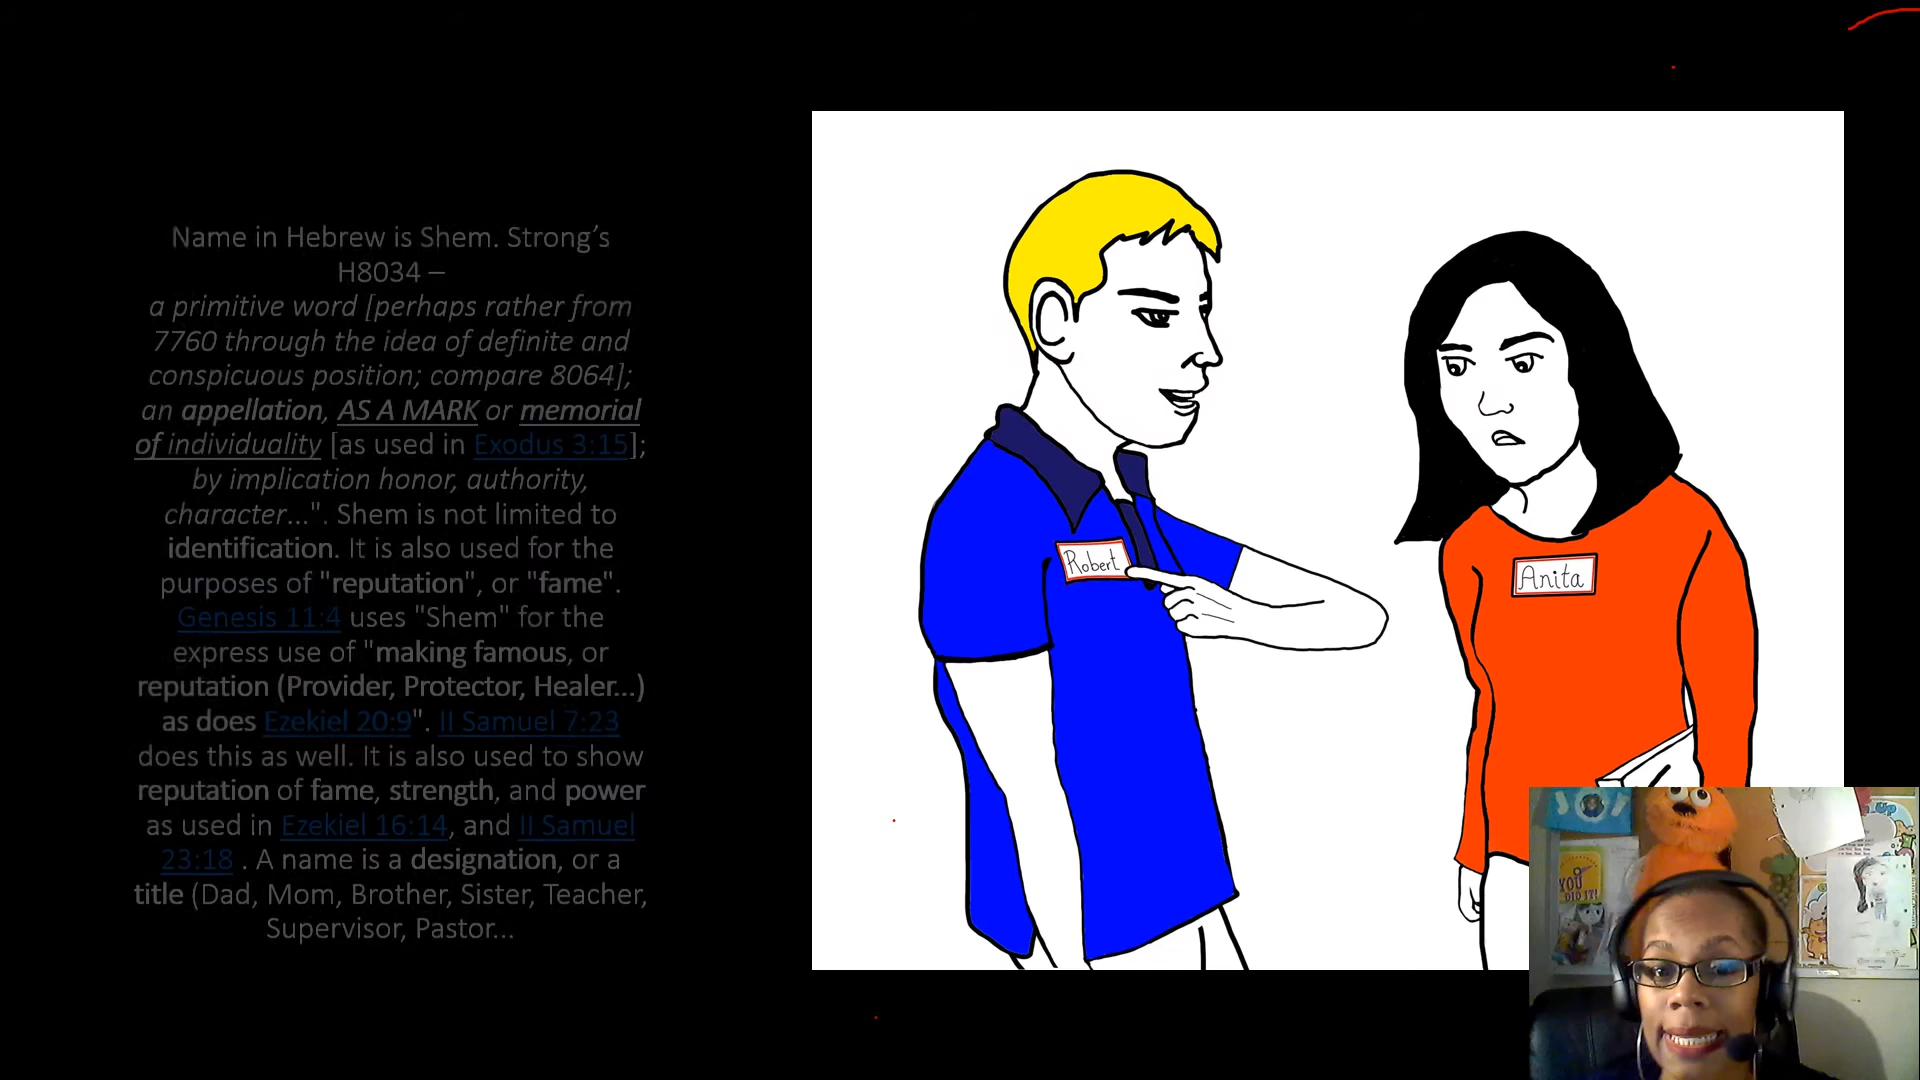 Name in Hebrew is Shem. Strong’s
H8034 –
a primitive word [perhaps rather from
7760 through the idea of definite and
conspicuous position; compare 8064];
an appellation, AS A MARK or memorial
of individuality [as used in Exodus 3:15];
by implication honor, authority,
character...". Shem is not limited to
identification. It is also used for the
purposes of "reputation", or "fame".
Genesis 11:4 uses "Shem" for the
express use of "making famous, or
reputation (Provider, Protector, Healer...)
as does Ezekiel 20:9". II Samuel 7:23
does this as well. It is also used to show
reputation of fame, strength, and power
as used in Ezekiel 16:14, and II Samuel
23:18 . A name is a designation, or a
title (Dad, Mom, Brother, Sister, Teacher,
Supervisor, Pastor...
Robert
Anita
JOY
YOU
DID IT!